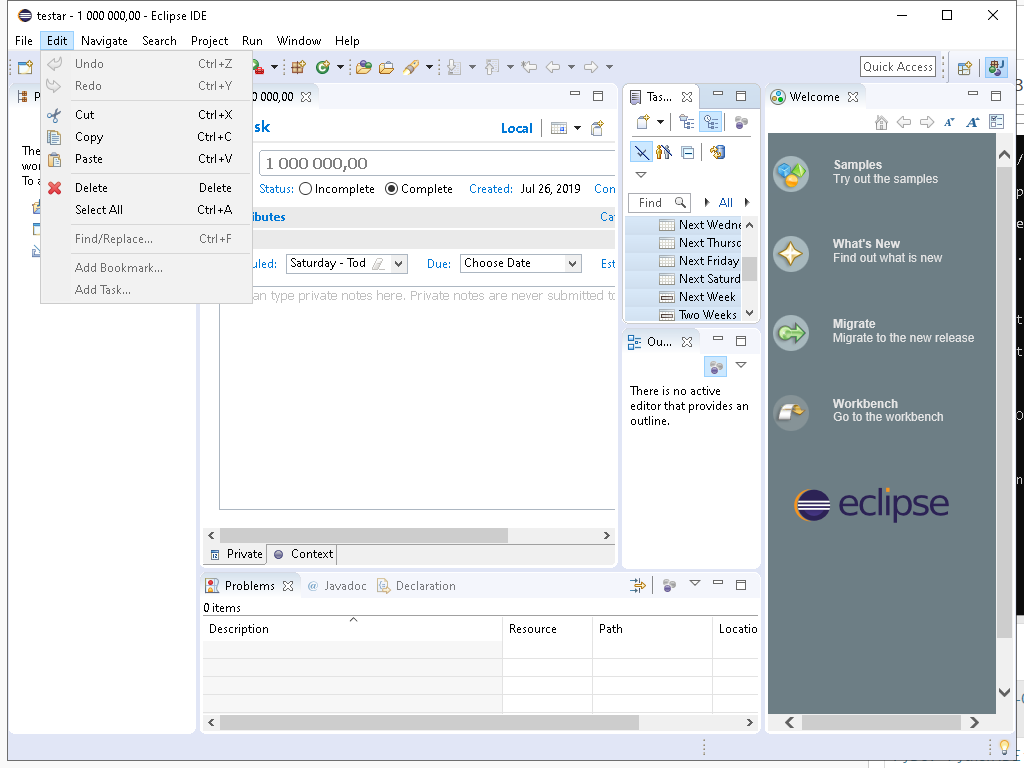 testar - 1 000 000,00 - Eclipse IDE
File Edit Navigate Search Project Run Window Help
Quick Access
Undo Ctrl+Z
Redo Ctrl+Y
Cut Ctrl+X
Copy Ctrl+C
Paste Ctrl+V
Delete Delete
Select All Ctrl+A
Find/Replace... Ctrl+F
Add Bookmark...
Add Task...
P
The
wor
To a
000,00
sk
Local
1 000 000,00
Status: Incomplete Complete Created: Jul 26, 2019 Con
ibutes Ca
uled: Saturday - Tod Due: Choose Date Est
an type private notes here. Private notes are never submitted to
Private Context
Tas...
Find All
Next Wedne
Next Thursd
Next Friday
Next Saturd
Next Week
Two Weeks
Ou...
There is no active
editor that provides an
outline.
Welcome
Samples
Try out the samples
What's New
Find out what is new
Migrate
Migrate to the new release
Workbench
Go to the workbench
eclipse
Problems @ Javadoc Declaration
0 items
Description Resource Path Locatio